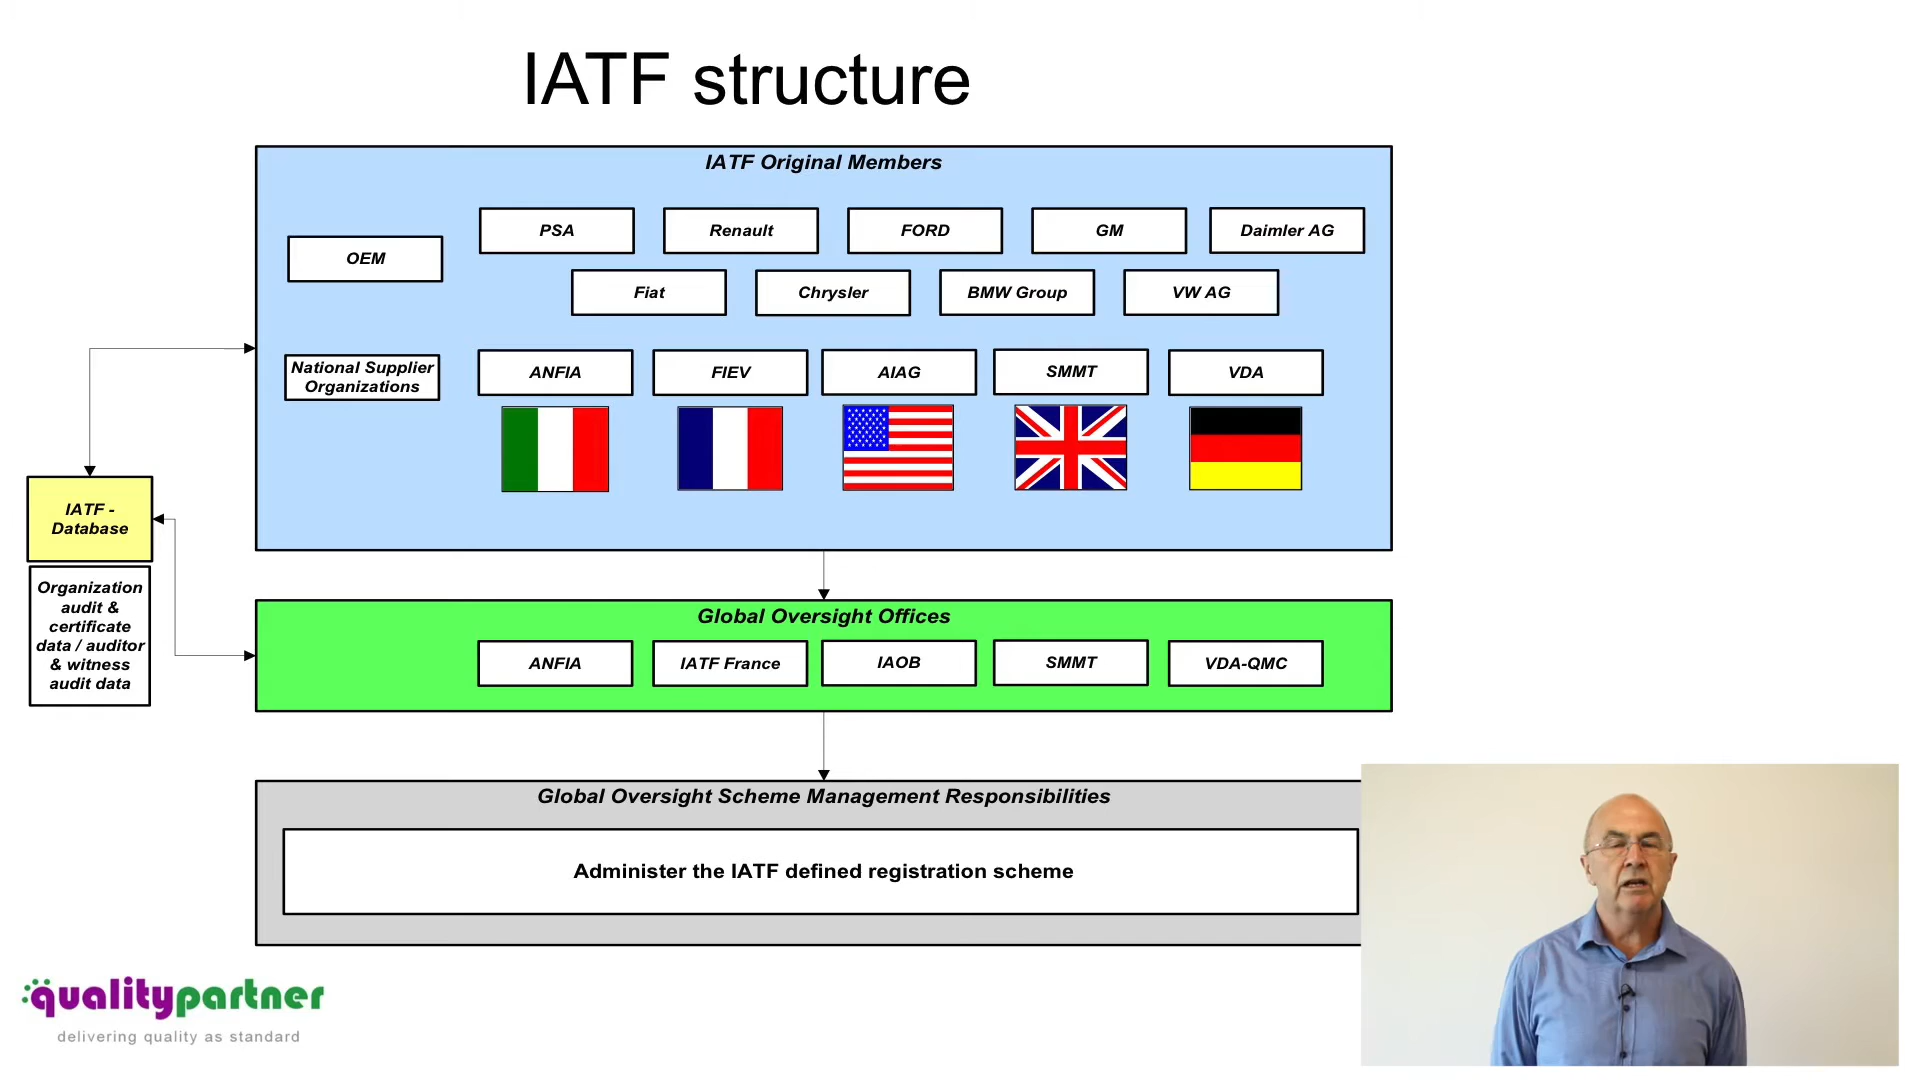 IATF structure
IATF Original Members
PSA
Renault
FORD
GM
Daimler AG
OEM
Fiat
Chrysler
BMW Group
VW AG
National Supplier
Organizations
ANFIA
FIEV
AIAG
SMMT
VDA
IATF -
Database
Organization
audit &
certificate
data / auditor
& witness
audit data
Global Oversight Offices
ANFIA
IATF France
IAOB
SMMT
VDA-QMC
Global Oversight Scheme Management Responsibilities
Administer the IATF defined registration scheme
qualitypartner
delivering quality as standard